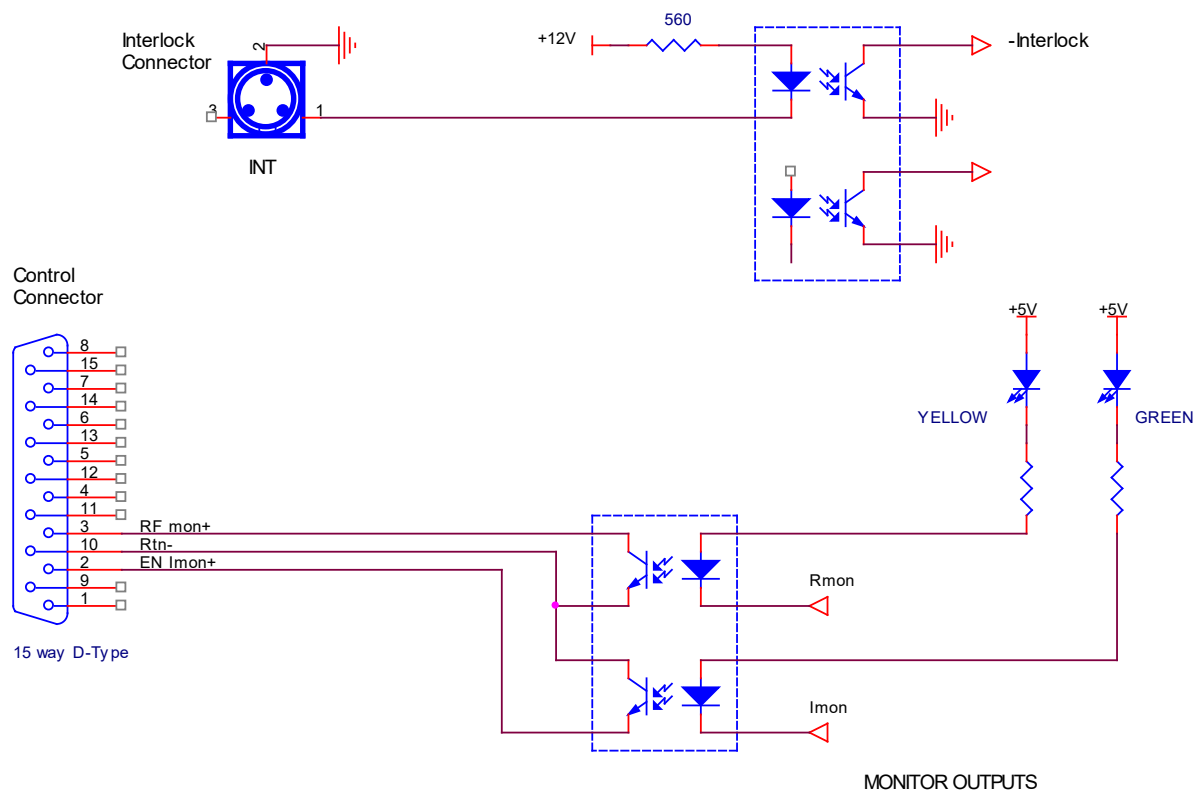 560
+12V
-Interlock
Interlock
Connector
2
3
1
INT
Control
Connector
+5V
+5V
8
15
7
14
6
13
5
12
4
11
3
10
2
9
1
YELLOW
GREEN
RF mon+
Rtn-
EN Imon+
Rmon
15 way D-Type
Imon
MONITOR OUTPUTS